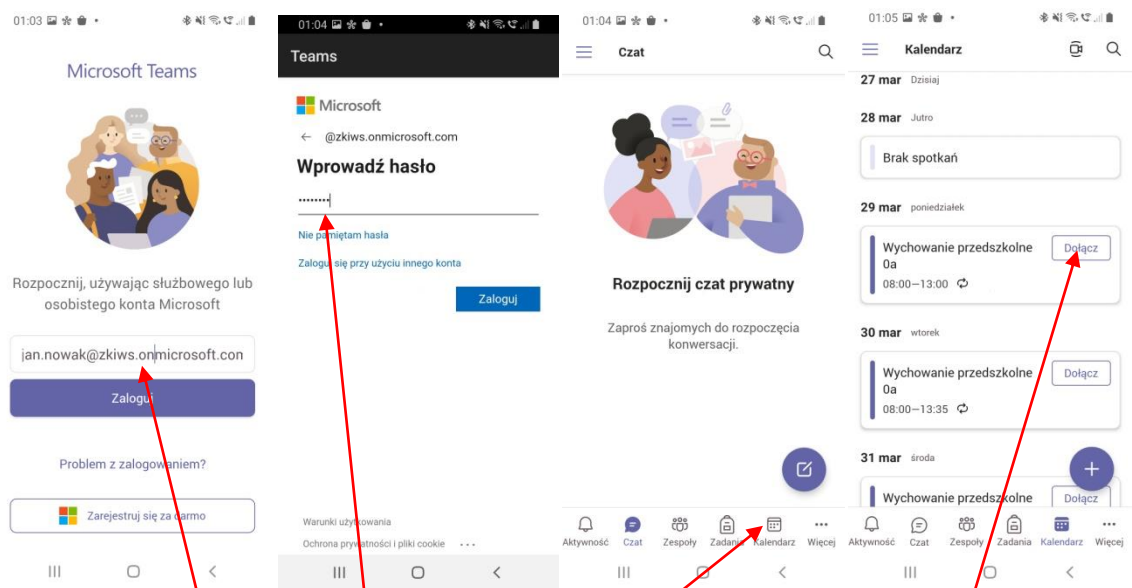 01:03
Microsoft Teams
Rozpocznij, używając służbowego lub
osobistego konta Microsoft
jan.nowak@zkiws.onmicrosoft.con
Zaloguj
Problem z zalogowaniem?
Zarejestruj się za darmo
01:04
Teams
Microsoft
@zkiws.onmicrosoft.com
Wprowadź hasło
Nie pamiętam hasła
Zaloguj się przy użyciu innego konta
Zaloguj
Warunki użytkowania
Ochrona prywatności i pliki cookie ...
01:04
Czat
Rozpocznij czat prywatny
Zaproś znajomych do rozpoczęcia
konwersacji.
Aktywność Czat Zespoły Zadania Kalendarz Więcej
01:05
Kalendarz
27 mar Dzisiaj
28 mar Jutro
Brak spotkań
29 mar poniedziałek
Wychowanie przedszkolne Dołącz
0a
08:00–13:00
30 mar wtorek
Wychowanie przedszkolne Dołącz
0a
08:00–13:35
31 mar środa
Wychowanie przedszkolne Dołącz
Aktywność Czat Zespoły Zadania Kalendarz Więcej